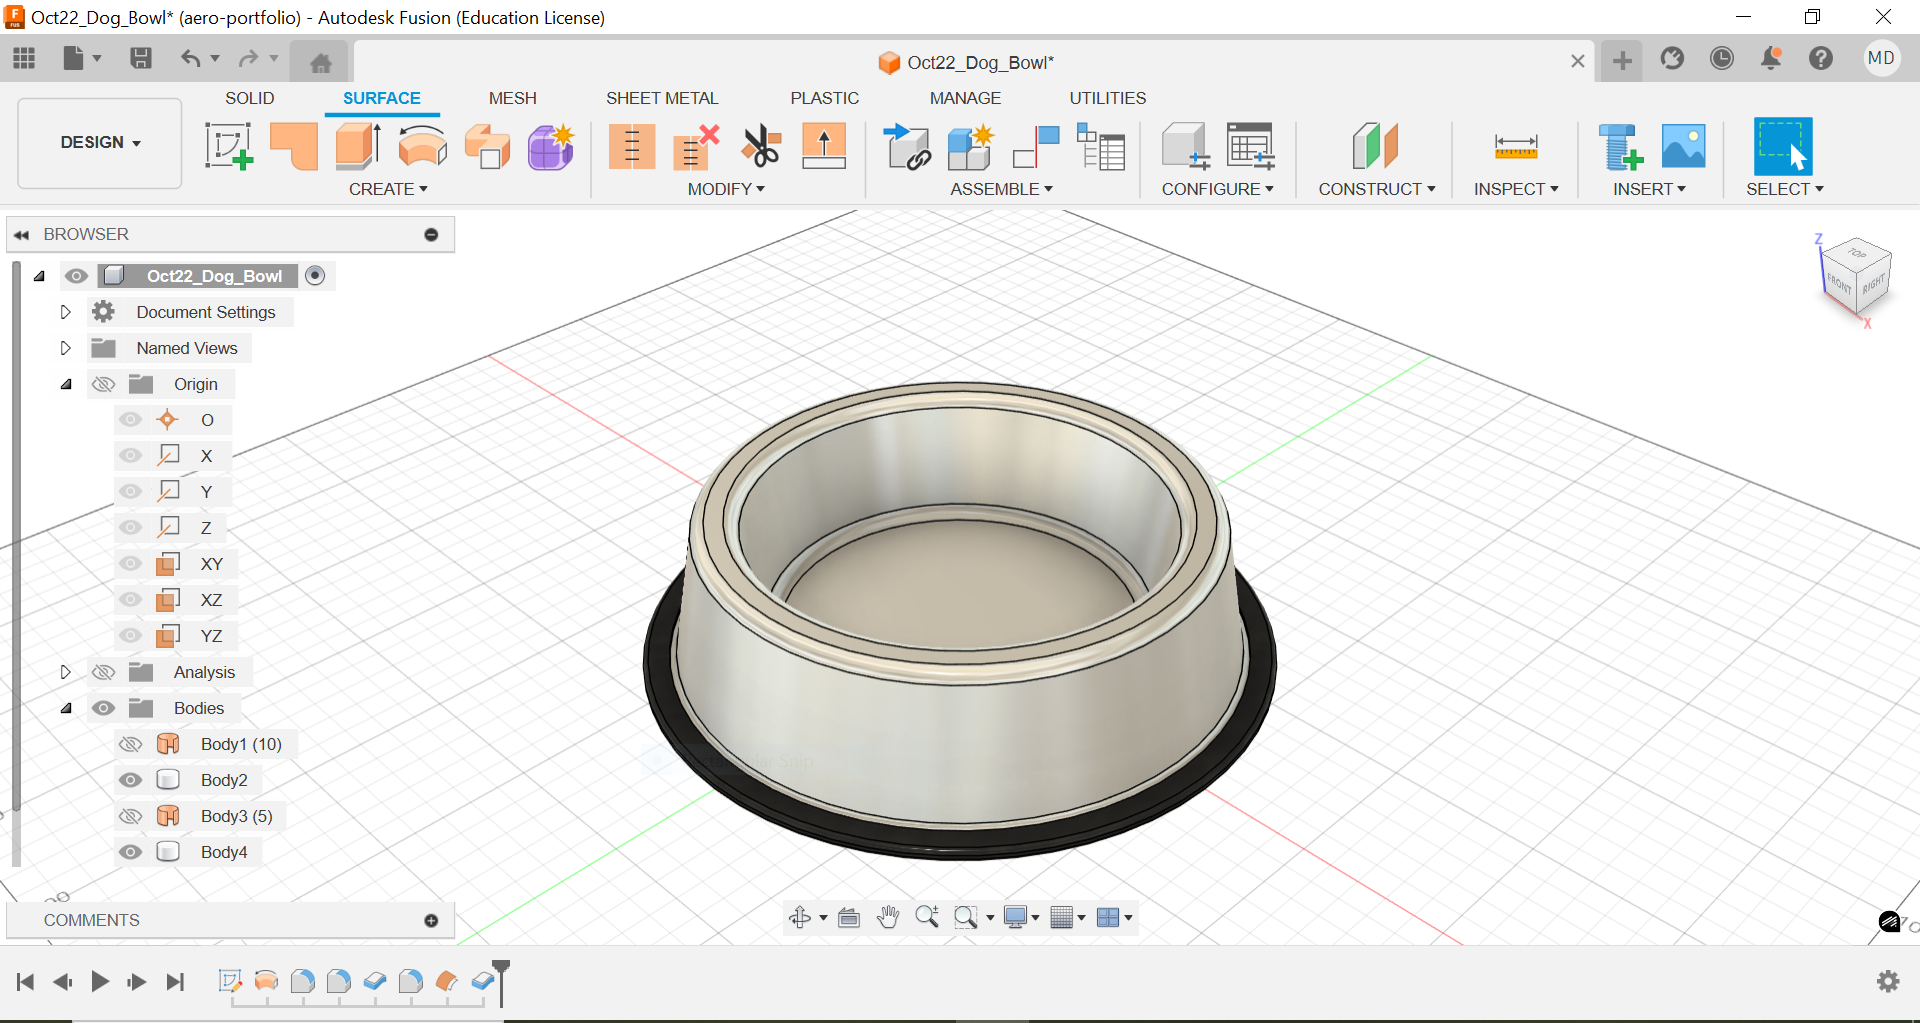 Oct22_Dog_Bowl* (aero-portfolio) - Autodesk Fusion (Education License)
Oct22_Dog_Bowl*
MD
SOLID SURFACE MESH SHEET METAL PLASTIC MANAGE UTILITIES
DESIGN
CREATE MODIFY ASSEMBLE CONFIGURE CONSTRUCT INSPECT INSERT SELECT
BROWSER
Oct22_Dog_Bowl
Document Settings
Named Views
Origin
O
X
Y
Z
XY
XZ
YZ
Analysis
Bodies
Body1 (10)
Body2
Body3 (5)
Body4
COMMENTS
Z
TOP
FRONT RIGHT
X